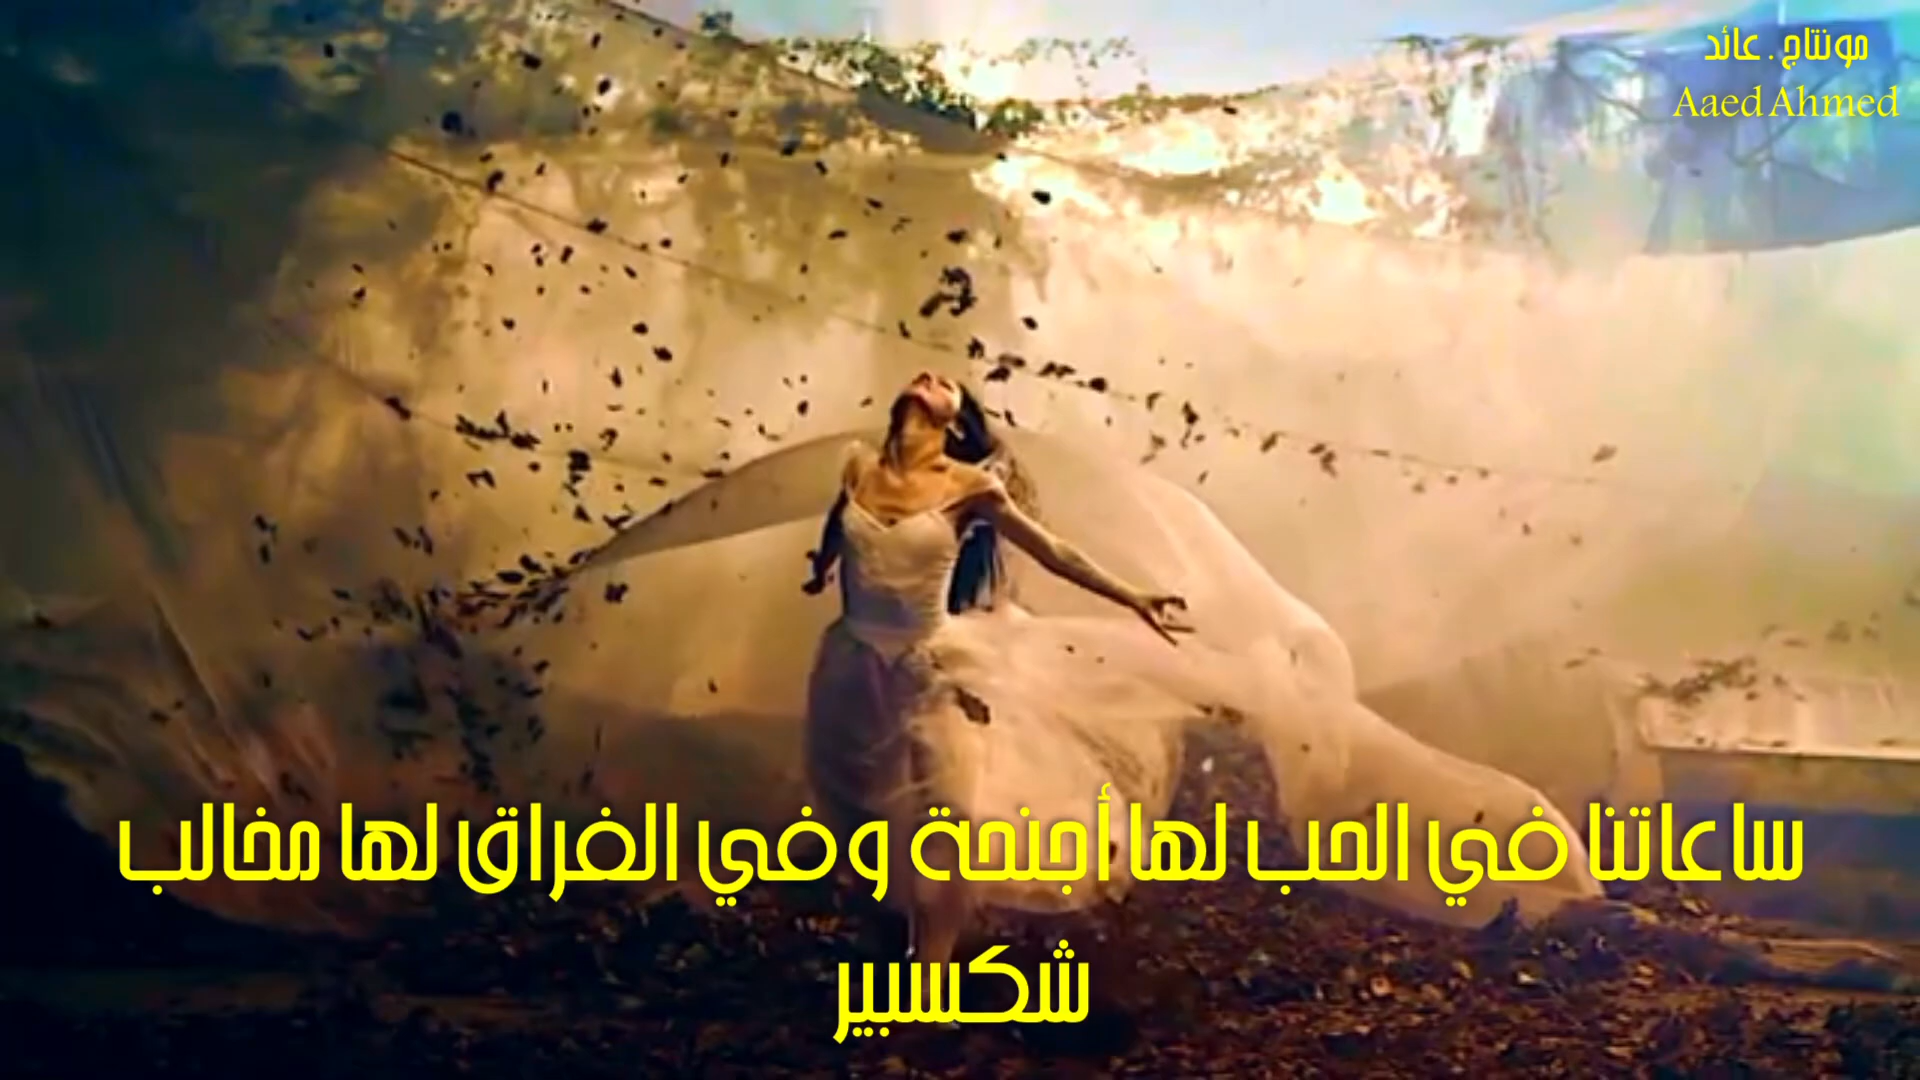 مونتاج . عائد
Aaed Ahmed
ساعاتنا في الحب لها أجنحة وفي الفراق لها مخالب
شكسبير